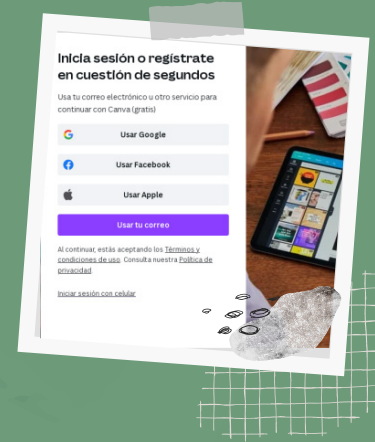 Inicia sesión o regístrate
en cuestión de segundos
Usa tu correo electrónico u otro servicio para
continuar con Canva (gratis)
Usar Google
Usar Facebook
Usar Apple
Usar tu correo
Al continuar, estás aceptando los Términos y
condiciones de uso. Consulta nuestra Política de
privacidad.
Iniciar sesión con celular